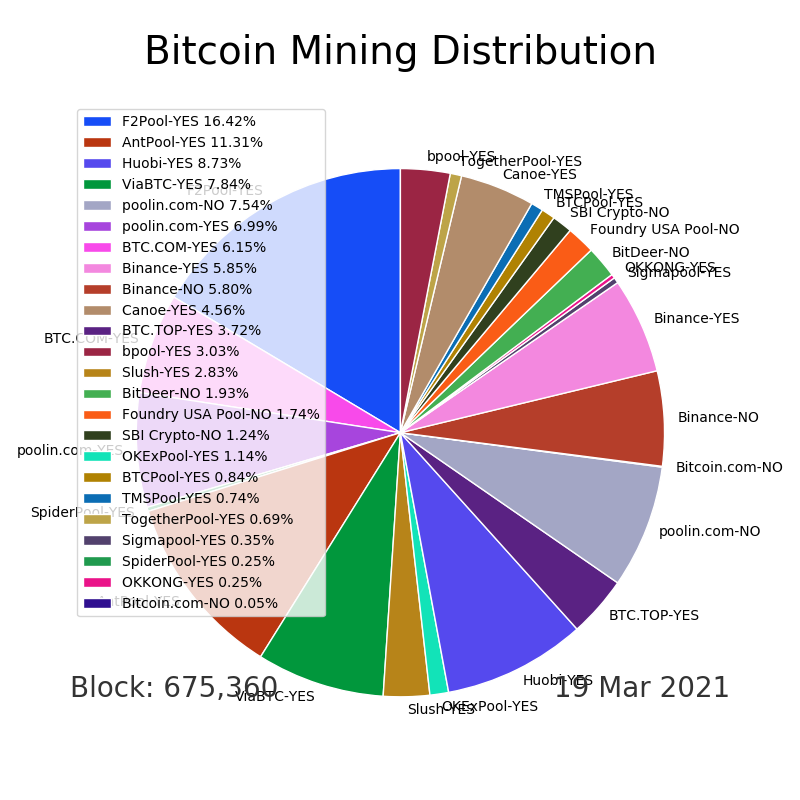 Bitcoin Mining Distribution
F2Pool-YES 16.42%
AntPool-YES 11.31%
Huobi-YES 8.73%
ViaBTC-YES 7.84%
poolin.com-NO 7.54%
poolin.com-YES 6.99%
BTC.COM-YES 6.15%
Binance-YES 5.85%
Binance-NO 5.80%
Canoe-YES 4.56%
BTC.TOP-YES 3.72%
bpool-YES 3.03%
Slush-YES 2.83%
BitDeer-NO 1.93%
Foundry USA Pool-NO 1.74%
SBI Crypto-NO 1.24%
OKExPool-YES 1.14%
BTCPool-YES 0.84%
TMSPool-YES 0.74%
TogetherPool-YES 0.69%
Sigmapool-YES 0.35%
SpiderPool-YES 0.25%
OKKONG-YES 0.25%
Bitcoin.com-NO 0.05%
bpool-YES
TogetherPool-YES
Canoe-YES
TMSPool-YES
BTCPool-YES
SBI Crypto-NO
Foundry USA Pool-NO
BitDeer-NO
OKKONG-YES
Sigmapool-YES
Binance-YES
Binance-NO
Bitcoin.com-NO
poolin.com-NO
BTC.TOP-YES
Huobi-YES
OKExPool-YES
Slush-YES
ViaBTC-YES
AntPool-YES
SpiderPool-YES
poolin.com-YES
BTC.COM-YES
F2Pool-YES
Block: 675,360
19 Mar 2021